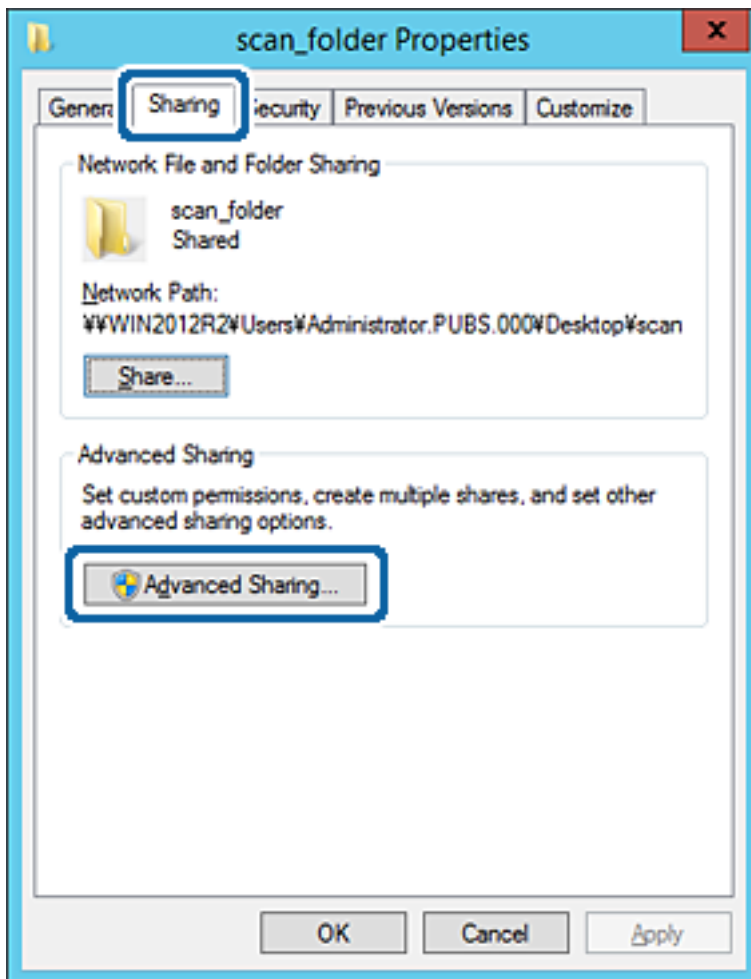 scan_folder Properties
x
Sharing
Previous Versions
Customize
Network File and Folder Sharing
scan_folder
Shared
Network Path:
¥¥WIN2012R2¥Users¥Administrator.PUBS.000¥Desktop¥scan
Share...
Advanced Sharing
Set custom permissions, create multiple shares, and set other
advanced sharing options.
Advanced Sharing...
OK
Cancel
Apply